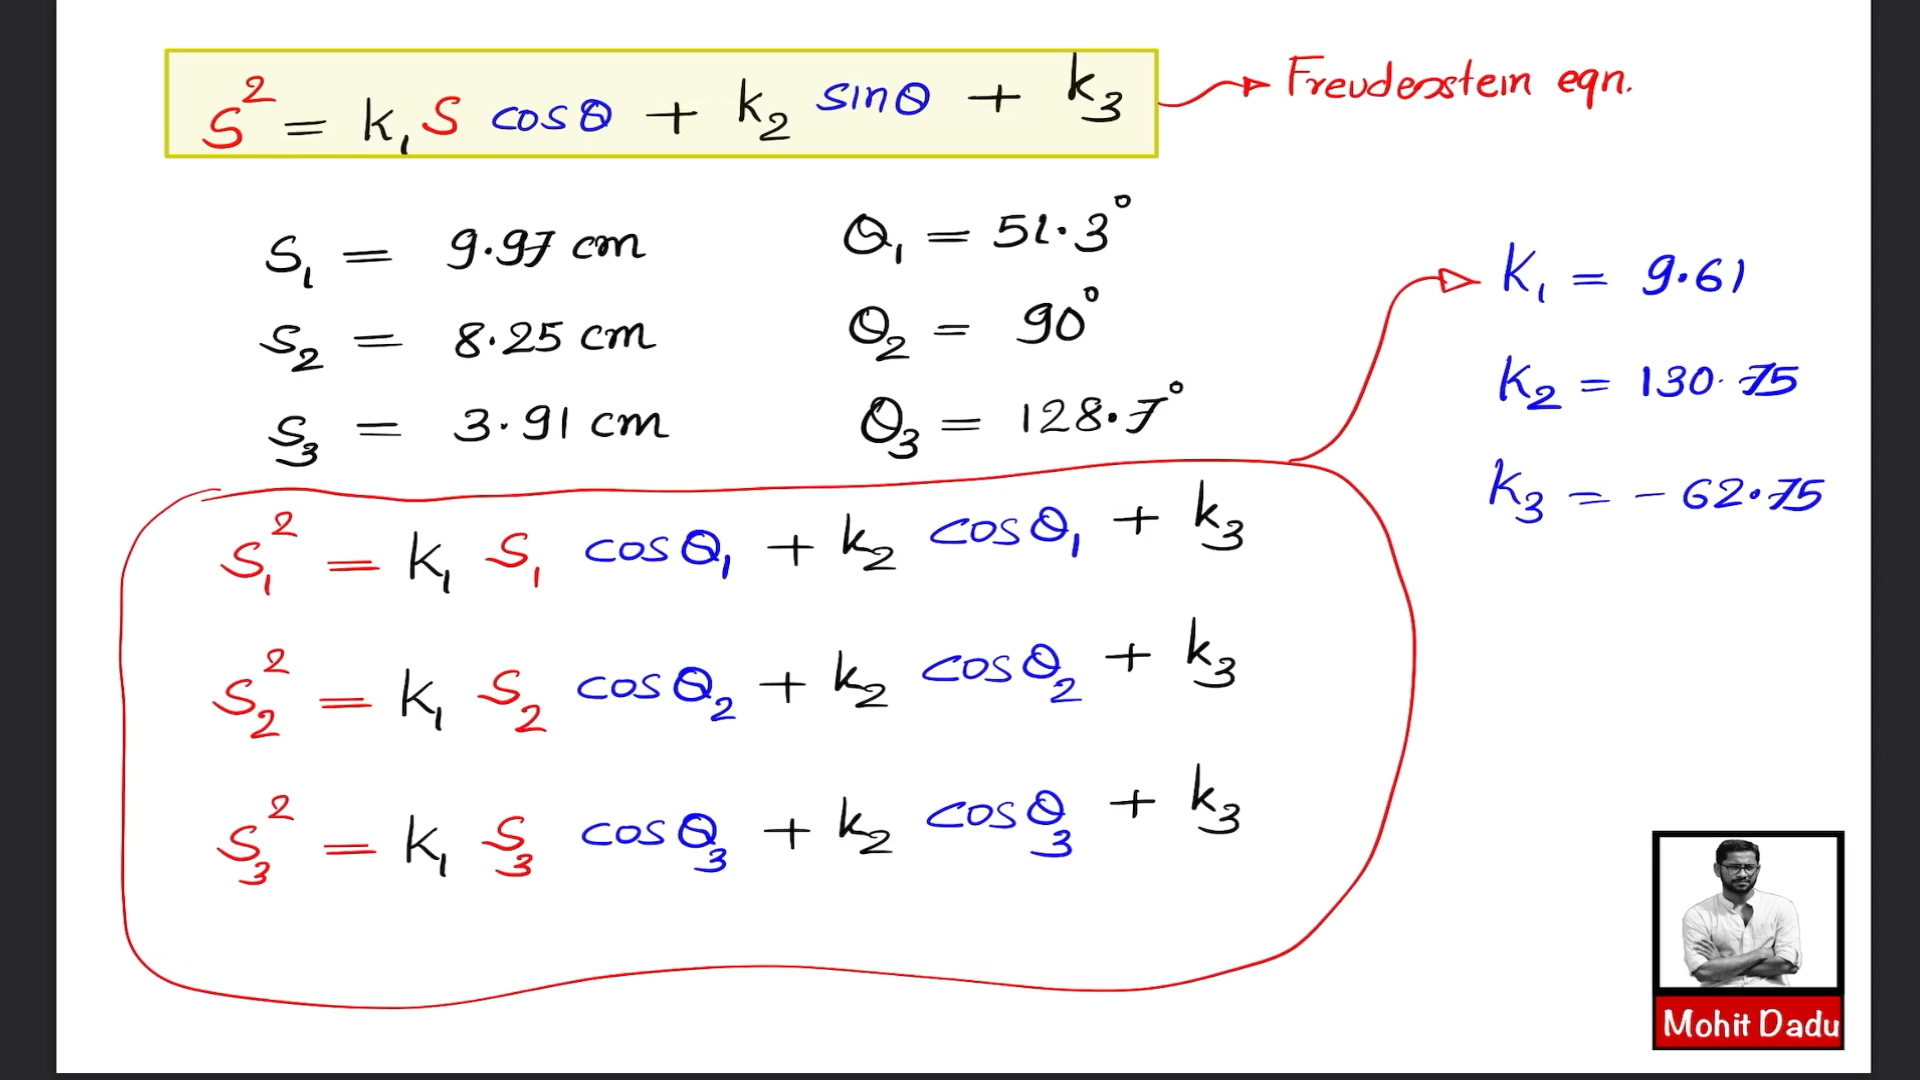 S² = k₁ S cosθ + k₂ sinθ + k₃ → Freudenstein eqn.
S₁ = 9.97 cm θ₁ = 51.3°
S₂ = 8.25 cm θ₂ = 90°
S₃ = 3.91 cm θ₃ = 128.7°
K₁ = 9.61
K₂ = 130.75
K₃ = - 62.75
S₁² = k₁ S₁ cosθ₁ + k₂ cosθ₁ + k₃
S₂² = k₁ S₂ cosθ₂ + k₂ cosθ₂ + k₃
S₃² = k₁ S₃ cosθ₃ + k₂ cosθ₃ + k₃
Mohit Dadu